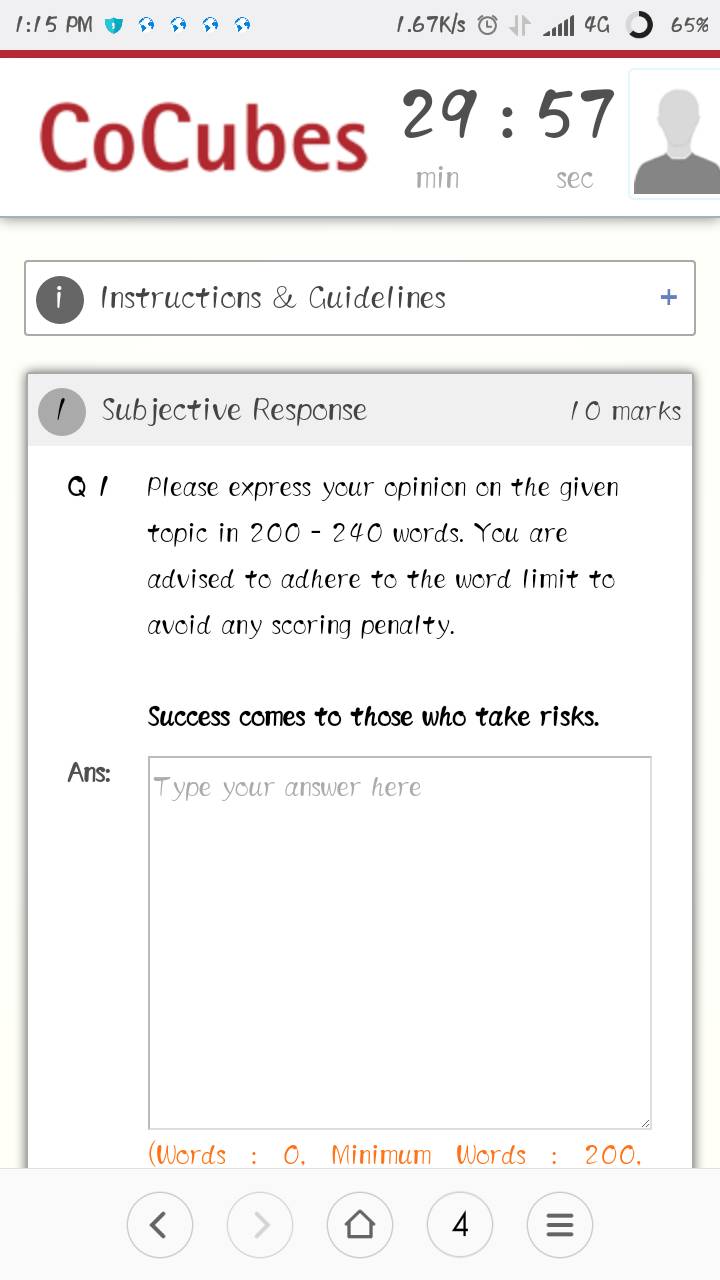 1:15 PM 1.67K/s 4G 65%
CoCubes 29 : 57
min sec
i Instructions & Guidelines +
1 Subjective Response 10 marks
Q 1 Please express your opinion on the given
topic in 200 - 240 words. You are
advised to adhere to the word limit to
avoid any scoring penalty.
Success comes to those who take risks.
Ans:
Type your answer here
(Words : 0, Minimum Words : 200,
4